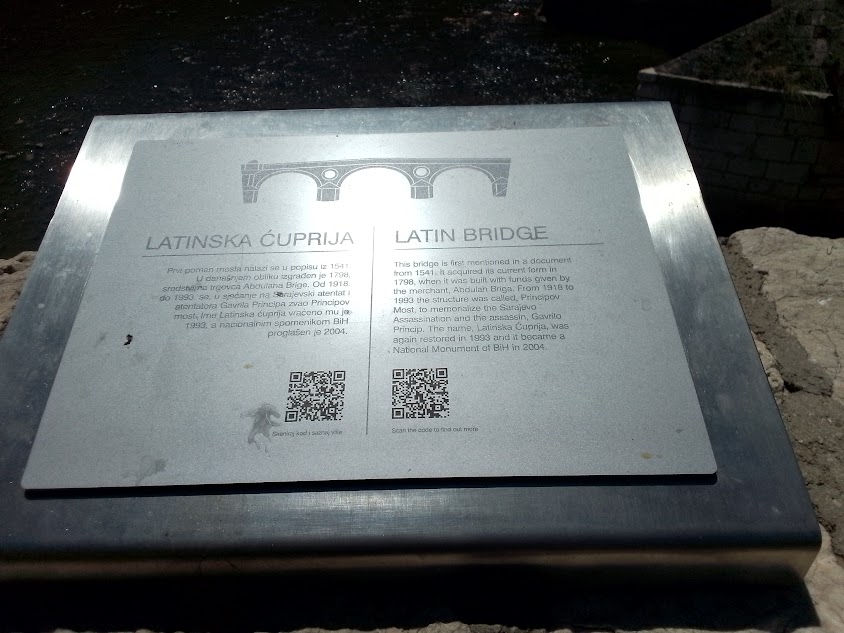 LATINSKA ĆUPRIJA
Prvi pomen mosta nalazi se u popisu iz 1541.
U današnjem obliku izgrađen je 1798.
sredstvima trgovca Abdulaha Brige. Od 1918.
do 1993. se, u sjećanje na Sarajevski atentat i
atentatora Gavrila Principa zvao Principov
most. Ime Latinska ćuprija vraćeno mu je
1993, a nacionalnim spomenikom BiH
proglašen je 2004.
Skeniraj kod i saznaj više
LATIN BRIDGE
This bridge is first mentioned in a document
from 1541. It acquired its current form in
1798, when it was built with funds given by
the merchant, Abdulah Briga. From 1918 to
1993 the structure was called, Principov
Most, to memorialize the Sarajevo
Assassination and the assassin, Gavrilo
Princip. The name, Latinska Ćuprija, was
again restored in 1993 and it became a
National Monument of BiH in 2004.
Scan the code to find out more